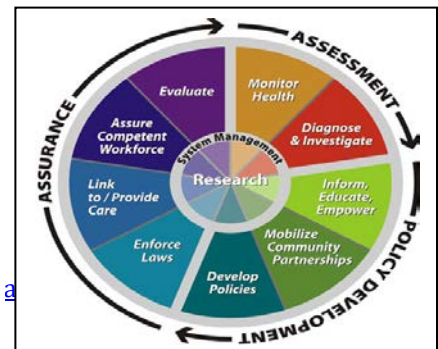 ASSESSMENT
Monitor
Health
Diagnose
& Investigate
POLICY DEVELOPMENT
Inform,
Educate,
Empower
Mobilize
Community
Partnerships
Develop
Policies
ASSURANCE
Enforce
Laws
Link
to / Provide
Care
Assure
Competent
Workforce
Evaluate
System Management
Research
a